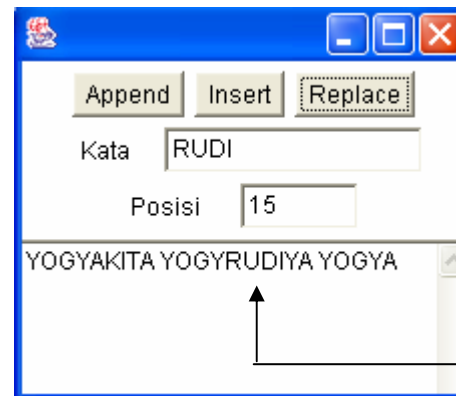 Append Insert Replace
Kata RUDI
Posisi 15
YOGYAKITA YOGYRUDIYA YOGYA